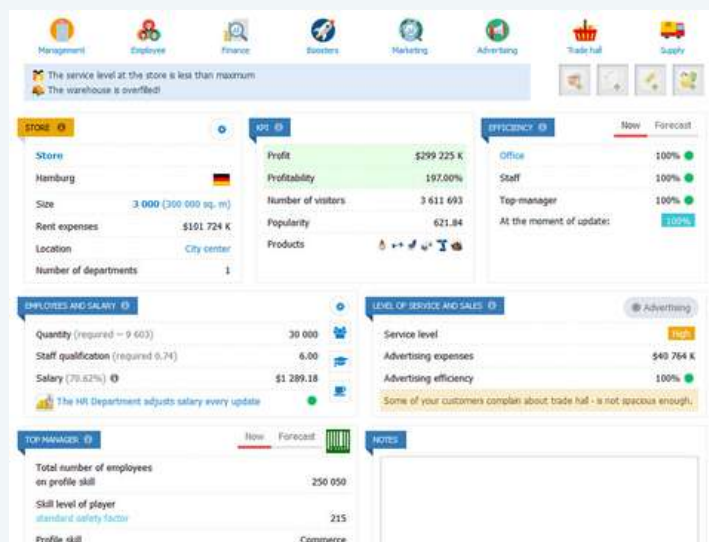 Management Employee Finance Boosters Marketing Advertising Trade hall Supply
The service level at the store is less than maximum
The warehouse is overfilled!
STORE
Store
Hamburg
Size 3 000 (300 000 sq. m)
Rent expenses $101 724 K
Location City center
Number of departments 1
KPI
Profit $299 225 K
Profitability 197.00%
Number of visitors 3 611 693
Popularity 621.84
Products
EFFICIENCY Now Forecast
Office 100%
Staff 100%
Top-manager 100%
At the moment of update: 100%
EMPLOYEES AND SALARY
Quantity (required ~ 9 603) 30 000
Staff qualification (required 0.74) 6.00
Salary (70.62%) $1 289.18
The HR Department adjusts salary every update
LEVEL OF SERVICE AND SALES Advertising
Service level High
Advertising expenses $40 764 K
Advertising efficiency 100%
Some of your customers complain about trade hall - is not spacious enough.
TOP MANAGER Now Forecast
Total number of employees
on profile skill 250 050
Skill level of player
standard safety factor 215
Profile skill Commerce
NOTES